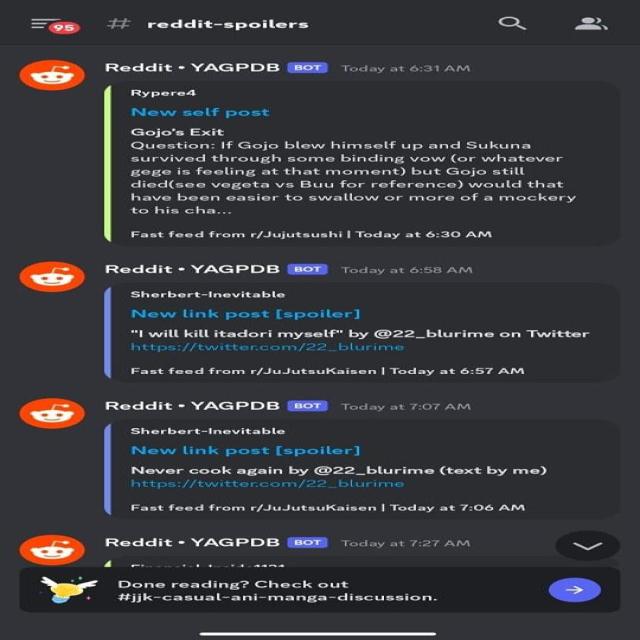 95
# reddit-spoilers
Reddit • YAGPDB BOT Today at 6:31 AM
Rypere4
New self post
Gojo's Exit
Question: If Gojo blew himself up and Sukuna
survived through some binding vow (or whatever
gege is feeling at that moment) but Gojo still
died(see vegeta vs Buu for reference) would that
have been easier to swallow or more of a mockery
to his cha...
Fast feed from r/Jujutsushi | Today at 6:30 AM
Reddit • YAGPDB BOT Today at 6:58 AM
Sherbert-Inevitable
New link post [spoiler]
"I will kill itadori myself" by @22_blurime on Twitter
https://twitter.com/22_blurime
Fast feed from r/JuJutsuKaisen | Today at 6:57 AM
Reddit • YAGPDB BOT Today at 7:07 AM
Sherbert-Inevitable
New link post [spoiler]
Never cook again by @22_blurime (text by me)
https://twitter.com/22_blurime
Fast feed from r/JuJutsuKaisen | Today at 7:06 AM
Reddit • YAGPDB BOT Today at 7:27 AM
Done reading? Check out
#jjk-casual-ani-manga-discussion.